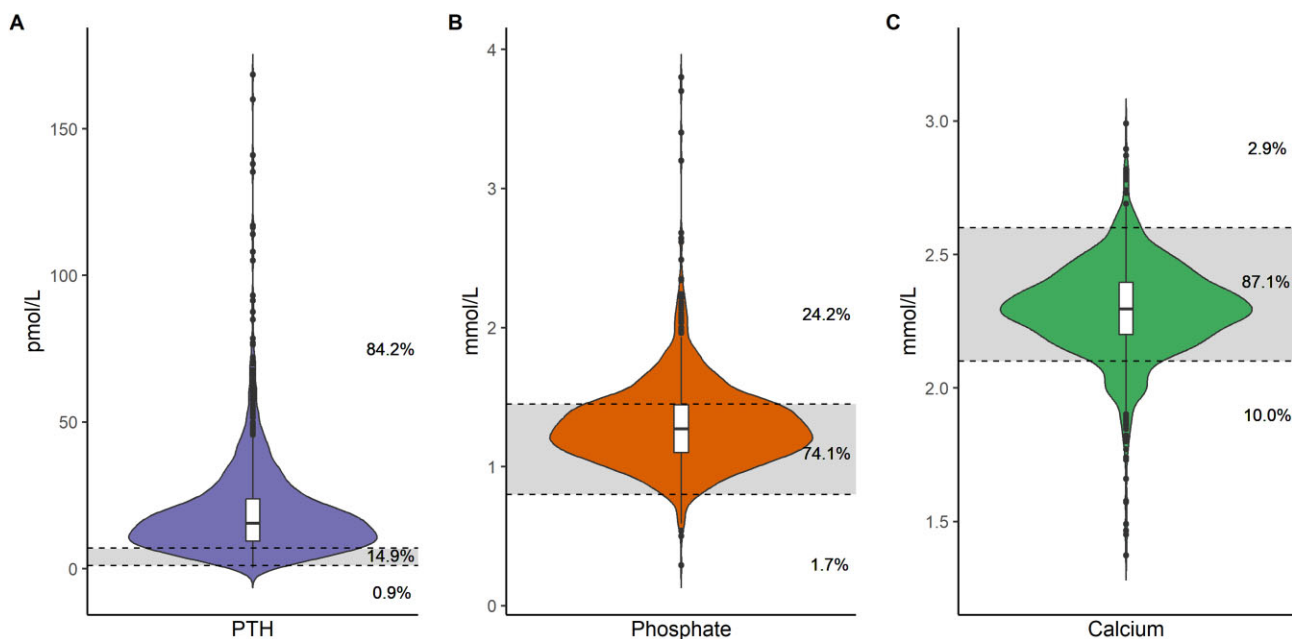 A
pmol/L
150
100
50
0
84.2%
14.9%
0.9%
PTH
B
mmol/L
4
3
2
1
0
24.2%
74.1%
1.7%
Phosphate
C
mmol/L
3.0
2.5
2.0
1.5
2.9%
87.1%
10.0%
Calcium